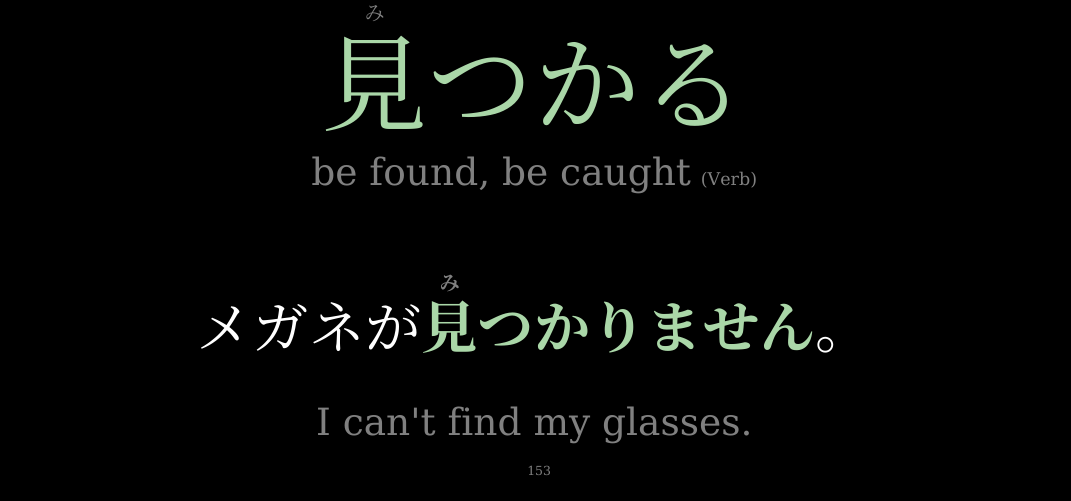 み
見つかる
be found, be caught (Verb)
み
メガネが見つかりません。
I can't find my glasses.
153